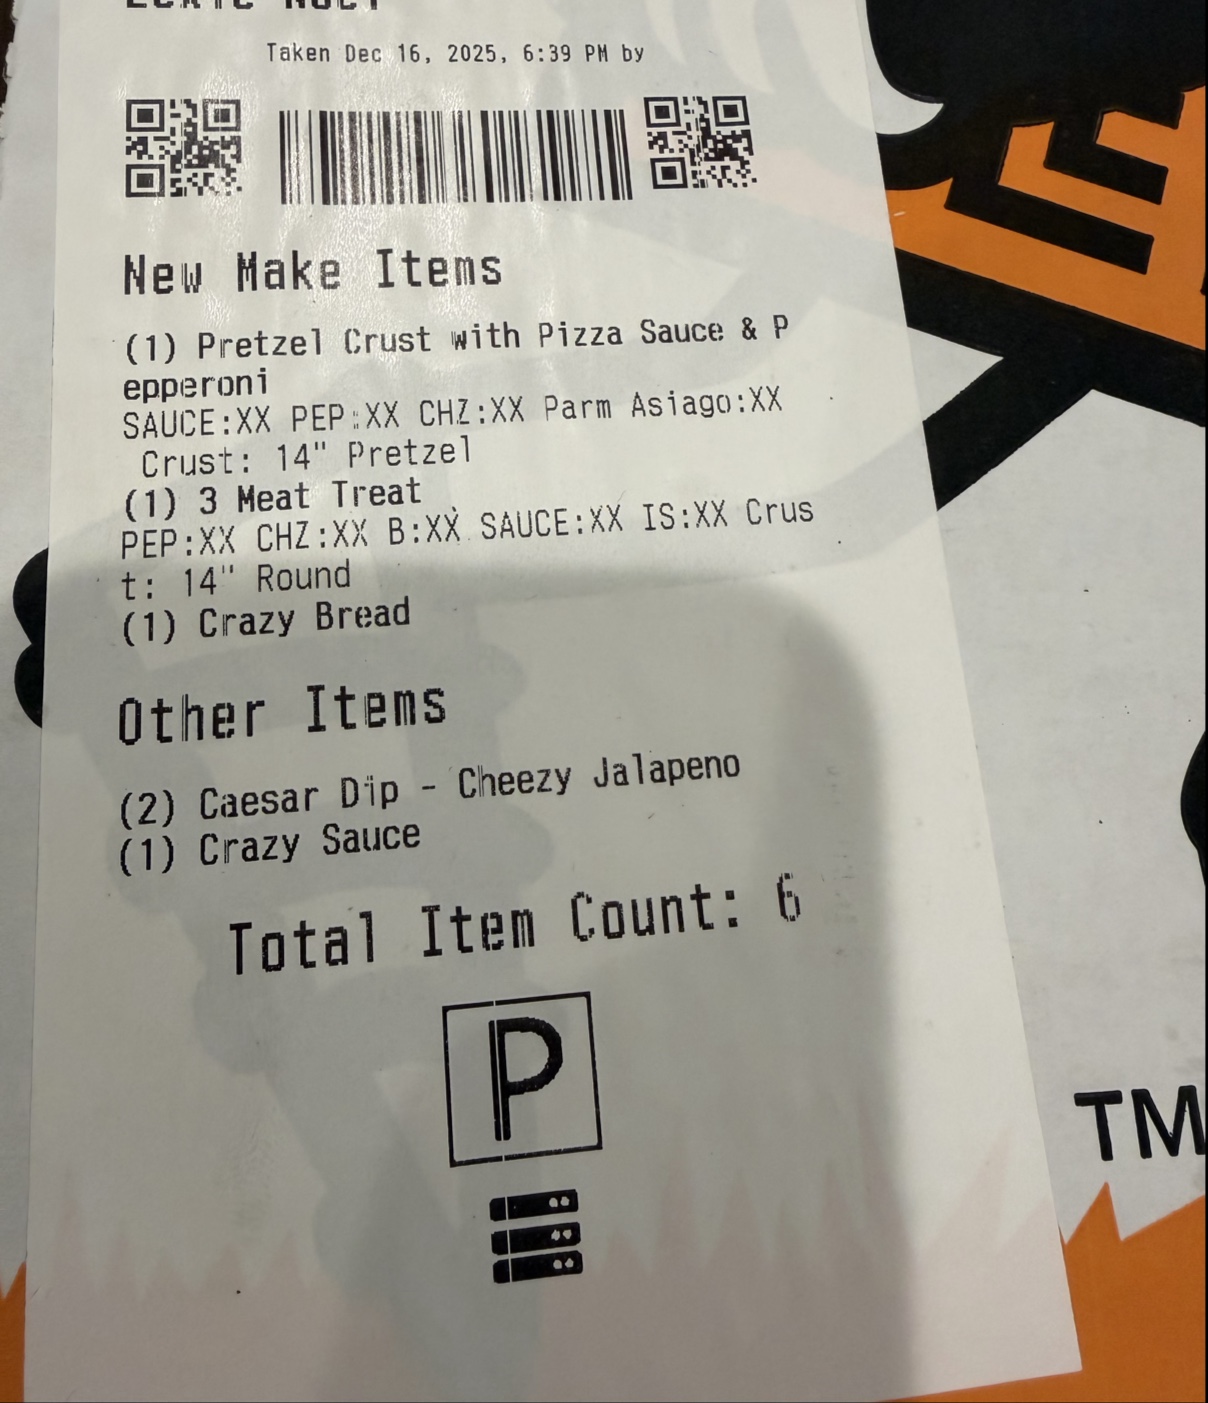 Taken Dec 16, 2025, 6:39 PM by
New Make Items
(1) Pretzel Crust with Pizza Sauce & P
epperoni
SAUCE:XX PEP:XX CHZ:XX Parm Asiago:XX
Crust: 14" Pretzel
(1) 3 Meat Treat
PEP:XX CHZ:XX B:XX SAUCE:XX IS:XX Crus
t: 14" Round
(1) Crazy Bread
Other Items
(2) Caesar Dip - Cheezy Jalapeno
(1) Crazy Sauce
Total Item Count: 6
P
TM